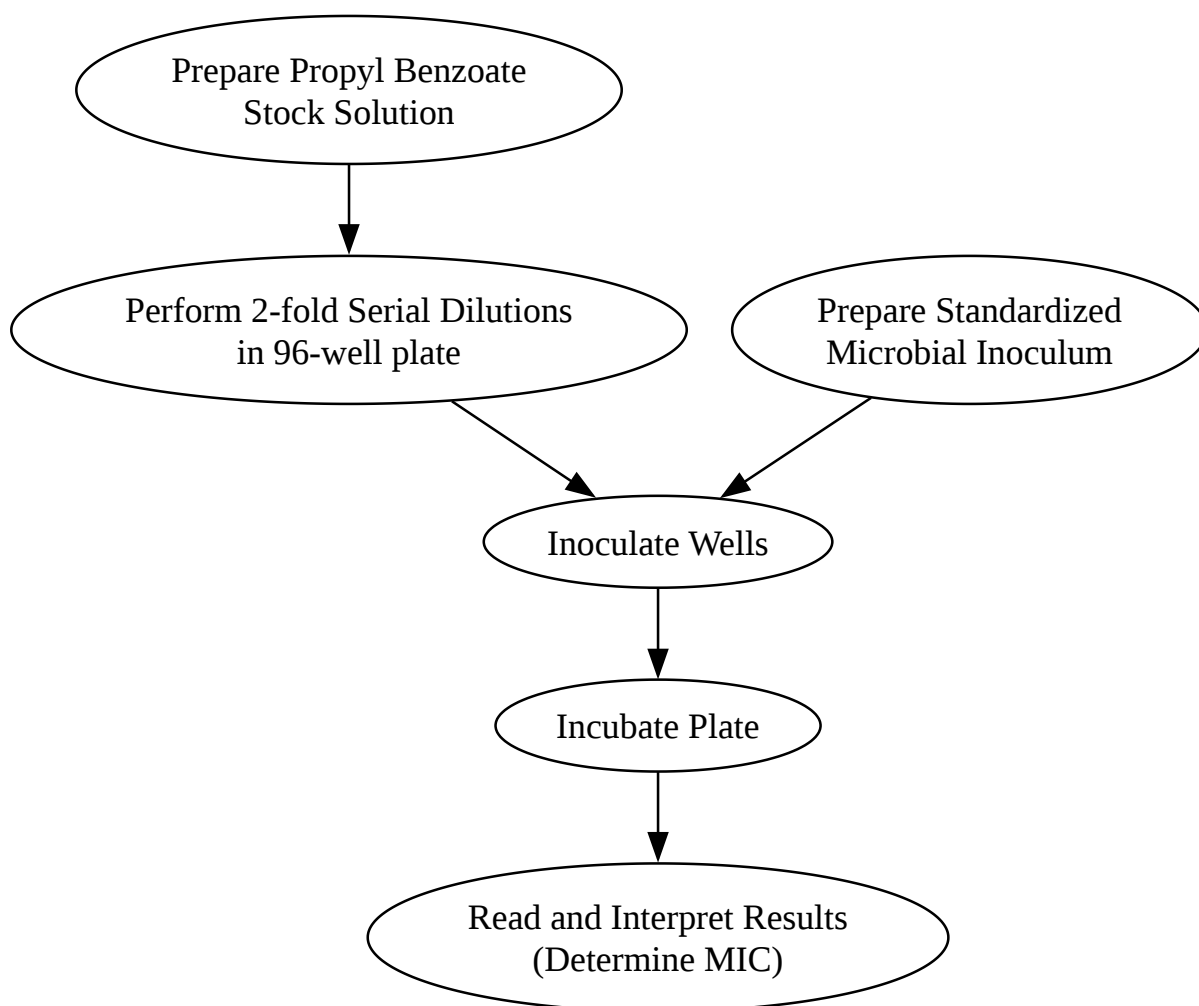 Prepare Propyl Benzoate
Stock Solution
Perform 2-fold Serial Dilutions
in 96-well plate
Prepare Standardized
Microbial Inoculum
Inoculate Wells
Incubate Plate
Read and Interpret Results
(Determine MIC)